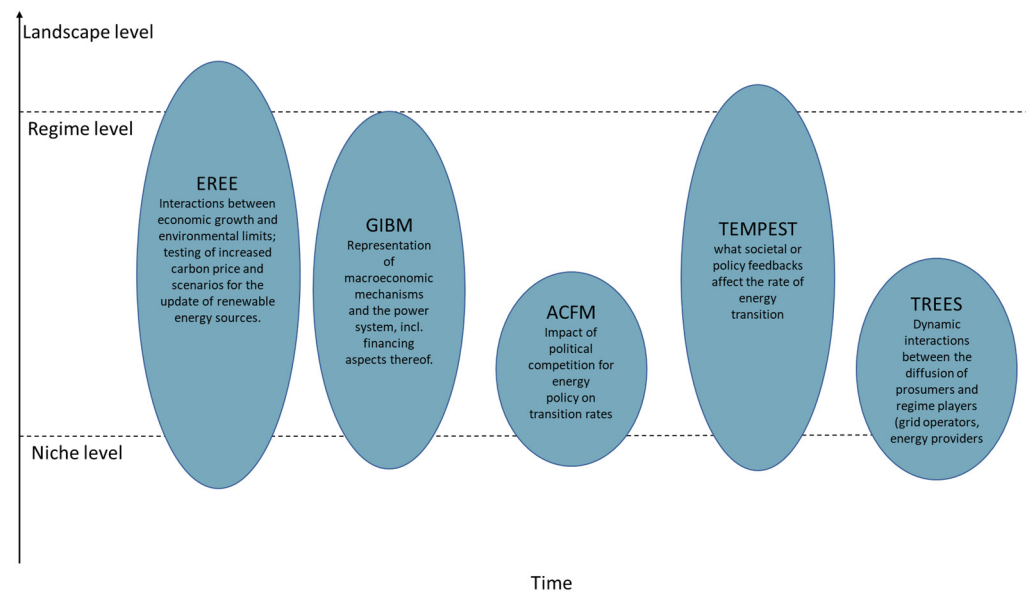 Landscape level
Regime level
EREE
Interactions between
economic growth and
environmental limits;
testing of increased
carbon price and
scenarios for the
update of renewable
energy sources.
GIBM
Representation
of
macroeconomic
mechanisms
and the power
system, incl.
financing
aspects thereof.
ACFM
Impact of
political
competition for
energy
policy on
transition rates
TEMPEST
what societal or
policy feedbacks
affect the rate of
energy
transition
TREES
Dynamic
interactions
between the
diffusion of
prosumers and
regime players
(grid operators,
energy providers
Niche level
Time